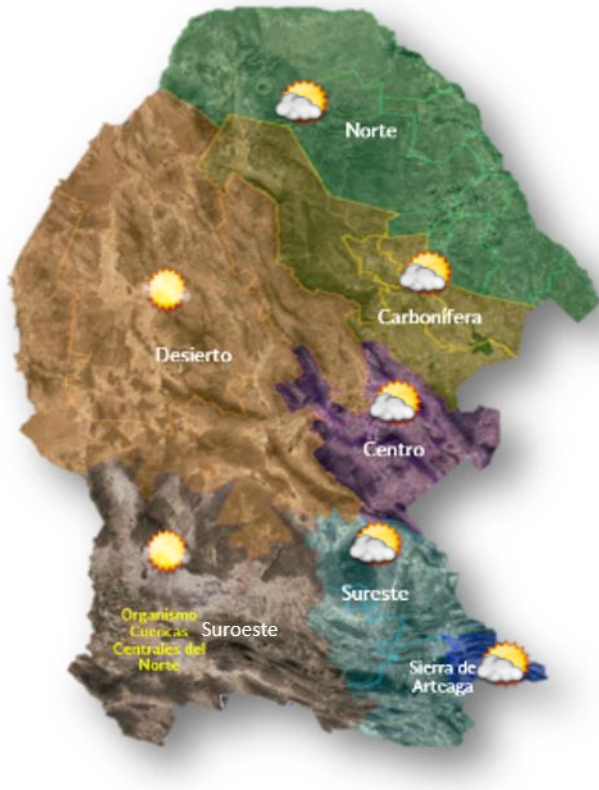 Norte
Carbonífera
Desierto
Centro
Sureste
Organismo
Cuencas
Centrales del
Norte
Suroeste
Sierra de
Arteaga